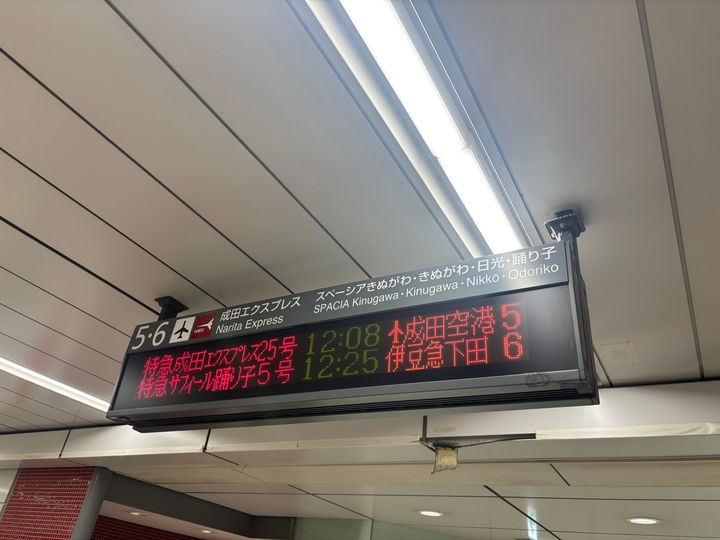 5·6 成田エクスプレス スペーシアきぬがわ・きぬがわ・日光・踊り子
NEX Narita Express SPACIA Kinugawa・Kinugawa・Nikkō・Odoriko
特急 成田エクスプレス25号 12:08 成田空港 5
特急 サフィール踊り子5号 12:25 伊豆急下田 6